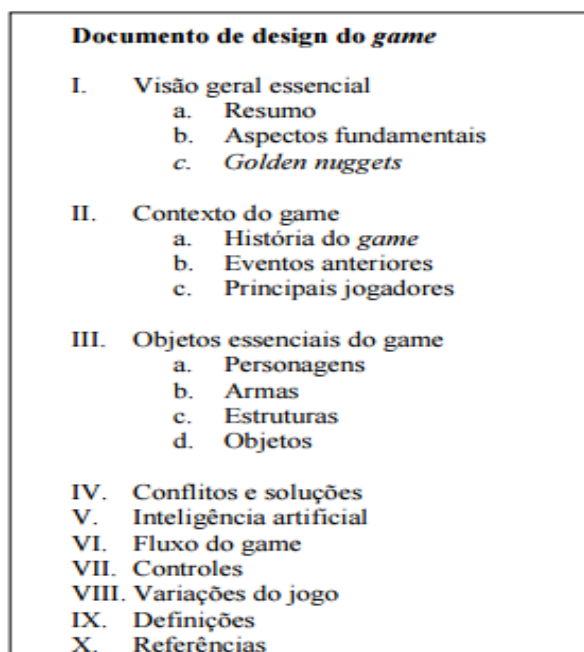 Documento de design do game
I. Visão geral essencial
a. Resumo
b. Aspectos fundamentais
c. Golden nuggets
II. Contexto do game
a. História do game
b. Eventos anteriores
c. Principais jogadores
III. Objetos essenciais do game
a. Personagens
b. Armas
c. Estruturas
d. Objetos
IV. Conflitos e soluções
V. Inteligência artificial
VI. Fluxo do game
VII. Controles
VIII. Variações do jogo
IX. Definições
X. Referências